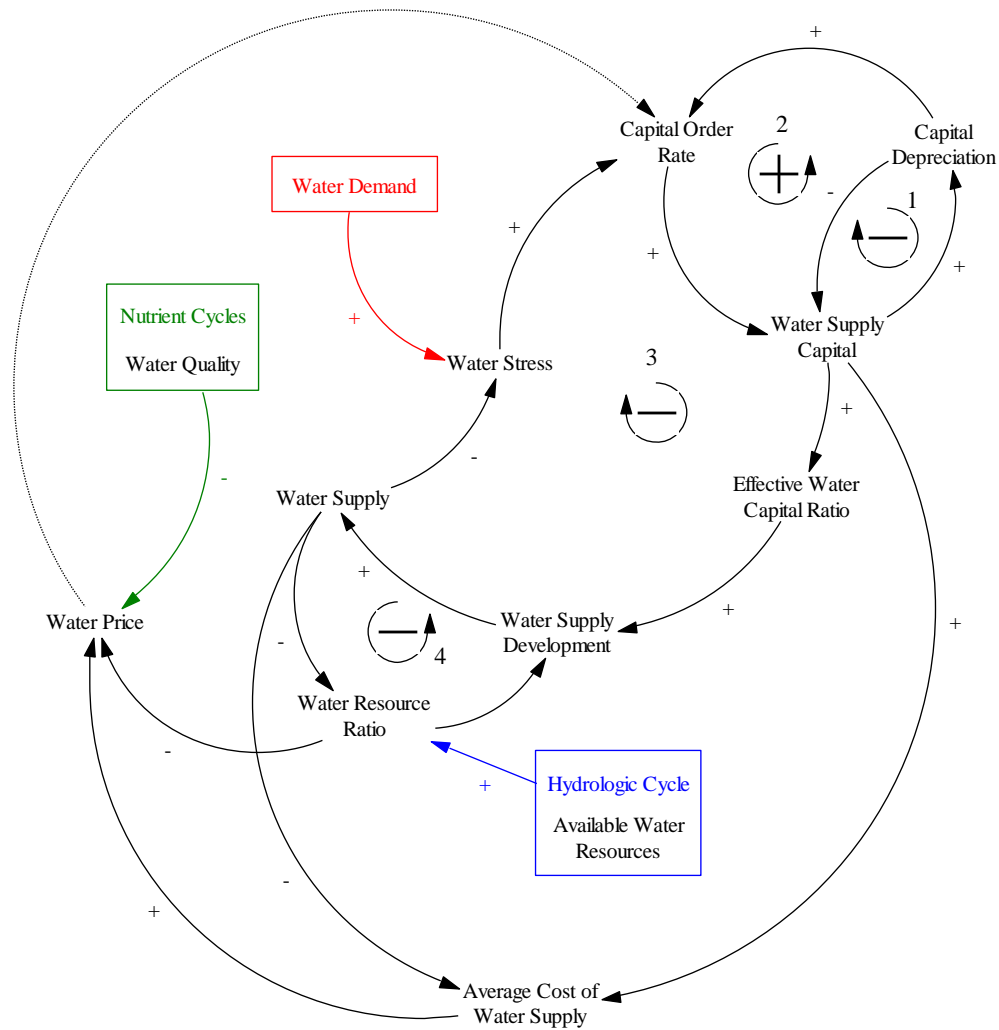 +
Capital Order
Rate
2
Capital
Depreciation
Water Demand
-
1
+
+
+
Nutrient Cycles
+
Water Supply
Capital
Water Quality
Water Stress
3
+
-
-
Effective Water
Capital Ratio
Water Supply
+
Water Price
Water Supply
Development
+
+
-
4
Water Resource
Ratio
-
+
Hydrologic Cycle
Available Water
Resources
-
+
Average Cost of
Water Supply